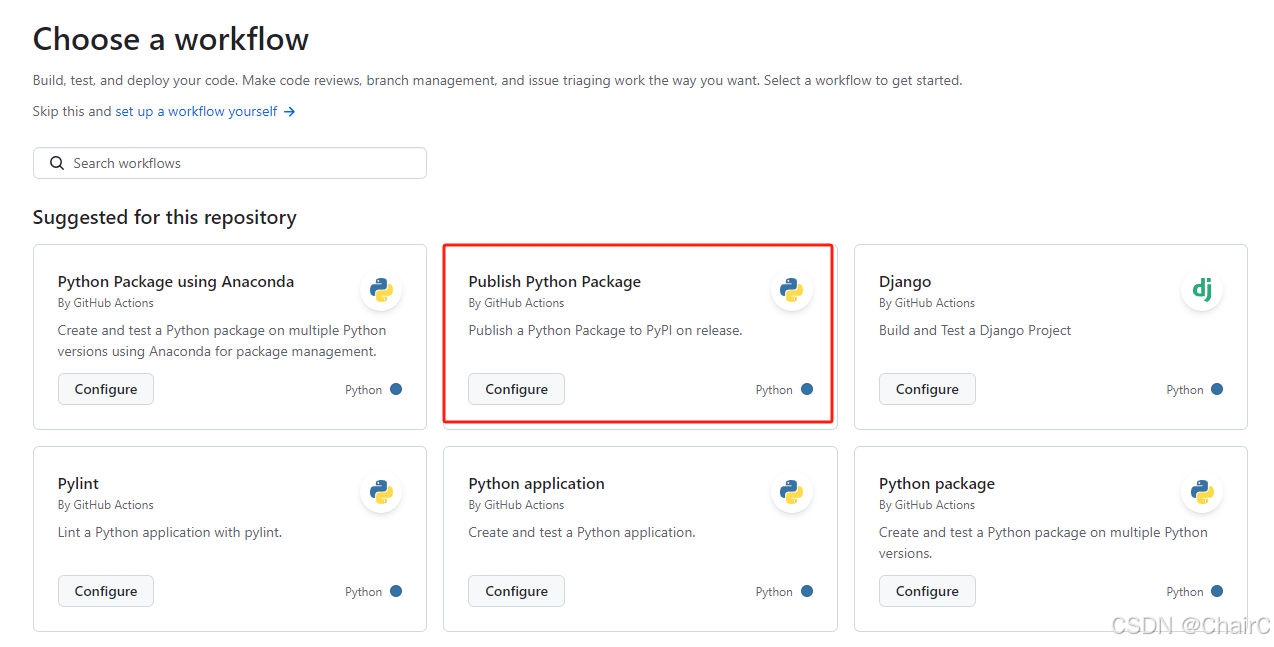 Choose a workflow
Build, test, and deploy your code. Make code reviews, branch management, and issue triaging work the way you want. Select a workflow to get started.
Skip this and set up a workflow yourself →
Search workflows
Suggested for this repository
Python Package using Anaconda
By GitHub Actions
Create and test a Python package on multiple Python
versions using Anaconda for package management.
Configure
Python
Publish Python Package
By GitHub Actions
Publish a Python Package to PyPI on release.
Configure
Python
Django
By GitHub Actions
dj
Build and Test a Django Project
Configure
Python
Pylint
By GitHub Actions
Lint a Python application with pylint.
Configure
Python
Python application
By GitHub Actions
Create and test a Python application.
Configure
Python
Python package
By GitHub Actions
Create and test a Python package on multiple Python
versions.
Configure
Python
CSDN @ChairC